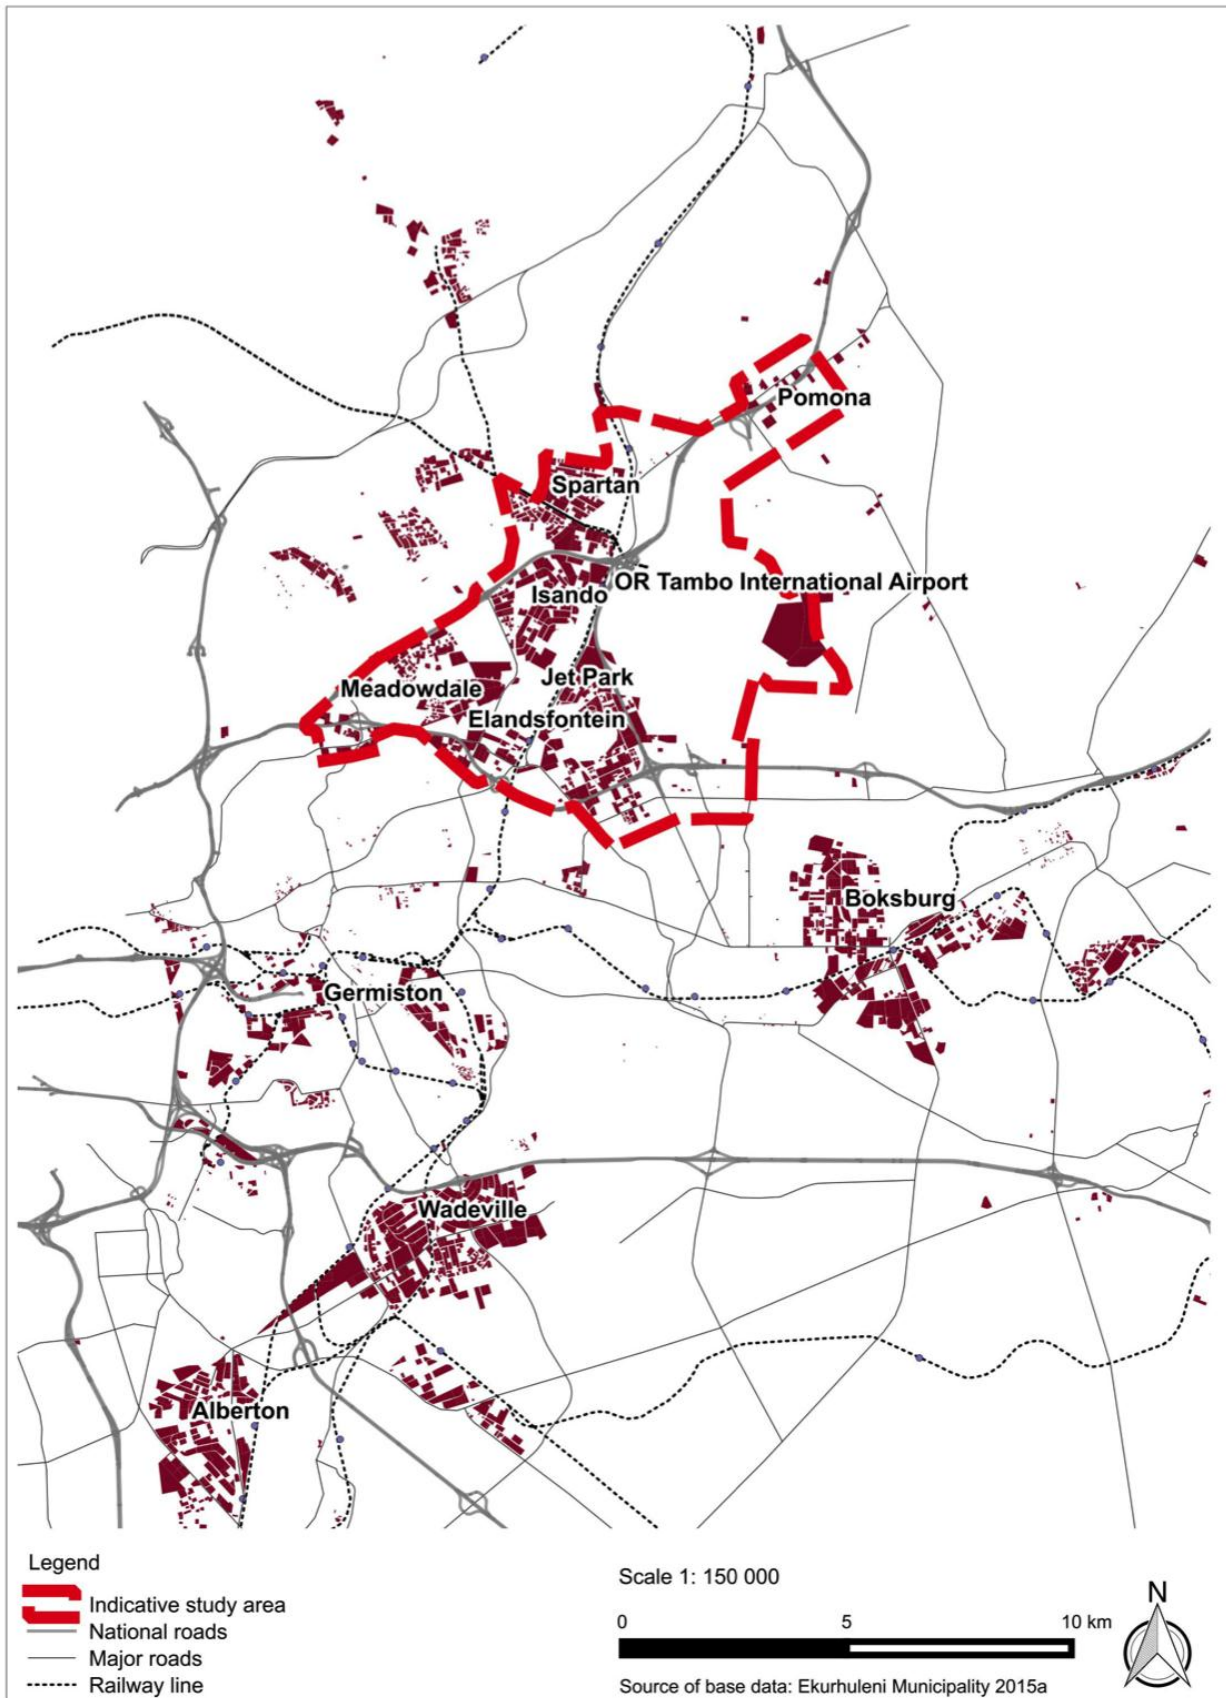 Pomona
Spartan
OR Tambo International Airport
Isando
Jet Park
Meadowdale
Elandsfontein
Boksburg
Germiston
Wadeville
Alberton
Legend
Indicative study area
National roads
Major roads
Railway line
Scale 1: 150 000
0 5 10 km
Source of base data: Ekurhuleni Municipality 2015a
N